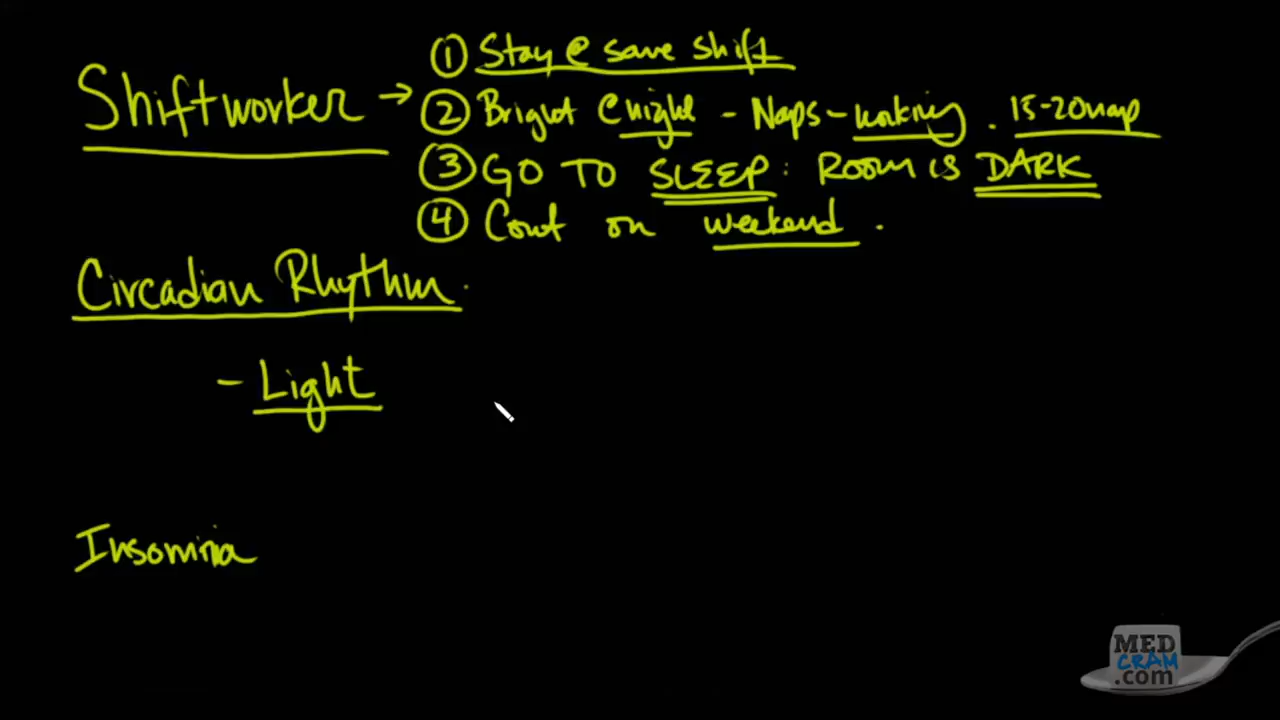 Shiftworker →
① Stay @ same shift
② Bright @ night - Naps - working . 15-20 nap
③ GO TO SLEEP : ROOM IS DARK
④ Cont on weekend .
Circadian Rhythm .
- Light
Insomnia
MED
CRAM
.com